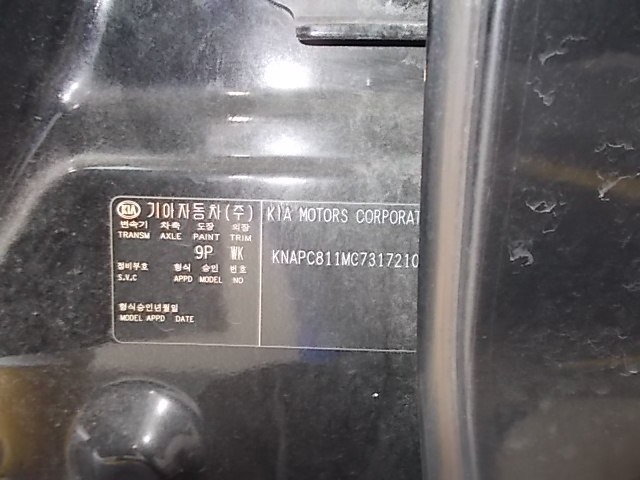 KIA 기아자동차(주)
변속기 차축 도장 외장
TRANSM AXLE PAINT TRIM
9P WK
정비부호 형식 승인 번호
S.V.C APPD MODEL NO
형식승인년월일
MODEL APPD DATE
KIA MOTORS CORPORAT
KNAPC811MC7317210